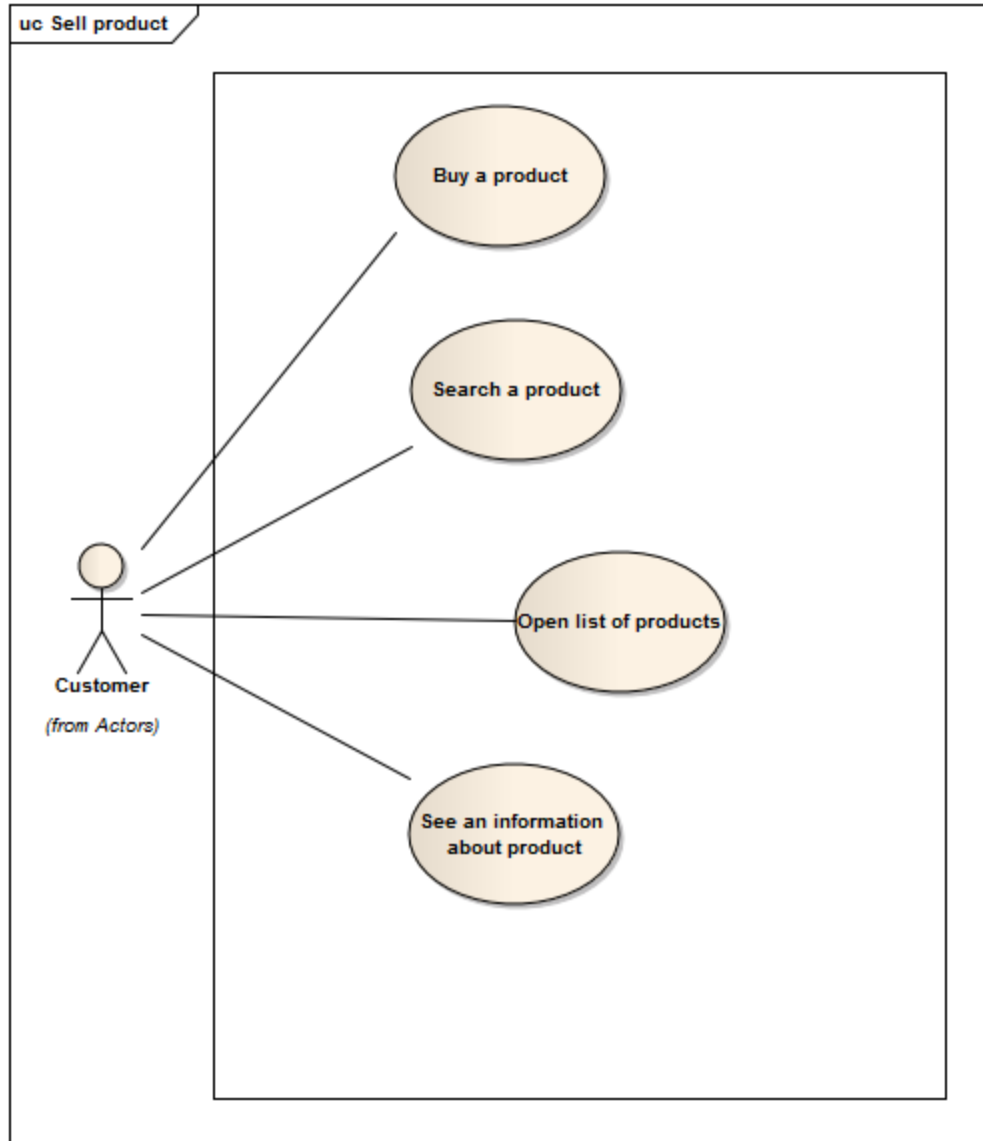 uc Sell product
Buy a product
Search a product
Open list of products
Customer
(from Actors)
See an information
about product